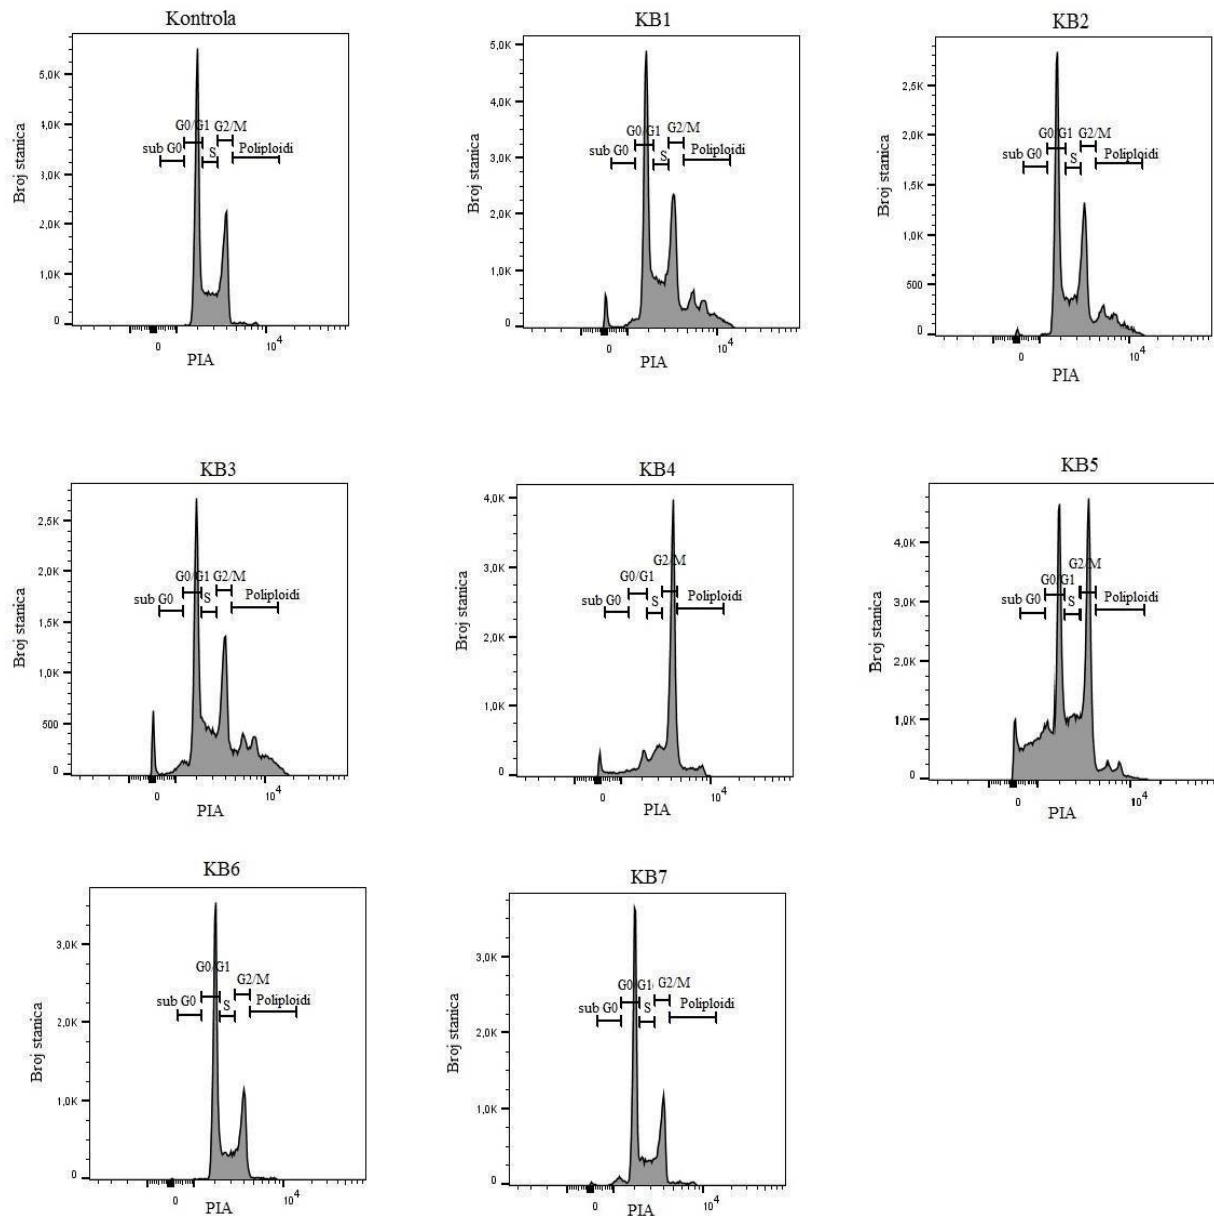 Kontrola
5,0K
4,0K
3,0K
2,0K
1,0K
0
Broj stanica
sub G0
G0/G1
S
G2/M
Poliploidi
0
10^4
PIA
KB1
5,0K
4,0K
3,0K
2,0K
1,0K
0
Broj stanica
sub G0
G0/G1
S
G2/M
Poliploidi
0
10^4
PIA
KB2
2,5K
2,0K
1,5K
1,0K
500
0
Broj stanica
sub G0
G0/G1
S
G2/M
Poliploidi
0
10^4
PIA
KB3
2,5K
2,0K
1,5K
1,0K
500
0
Broj stanica
sub G0
G0/G1
S
G2/M
Poliploidi
0
10^4
PIA
KB4
4,0K
3,0K
2,0K
1,0K
0
Broj stanica
sub G0
G0/G1
S
G2/M
Poliploidi
0
10^4
PIA
KB5
4,0K
3,0K
2,0K
1,0K
0
Broj stanica
sub G0
G0/G1
S
G2/M
Poliploidi
0
10^4
PIA
KB6
3,0K
2,0K
1,0K
0
Broj stanica
sub G0
G0/G1
S
G2/M
Poliploidi
0
10^4
PIA
KB7
3,0K
2,0K
1,0K
0
Broj stanica
sub G0
G0/G1
S
G2/M
Poliploidi
0
10^4
PIA